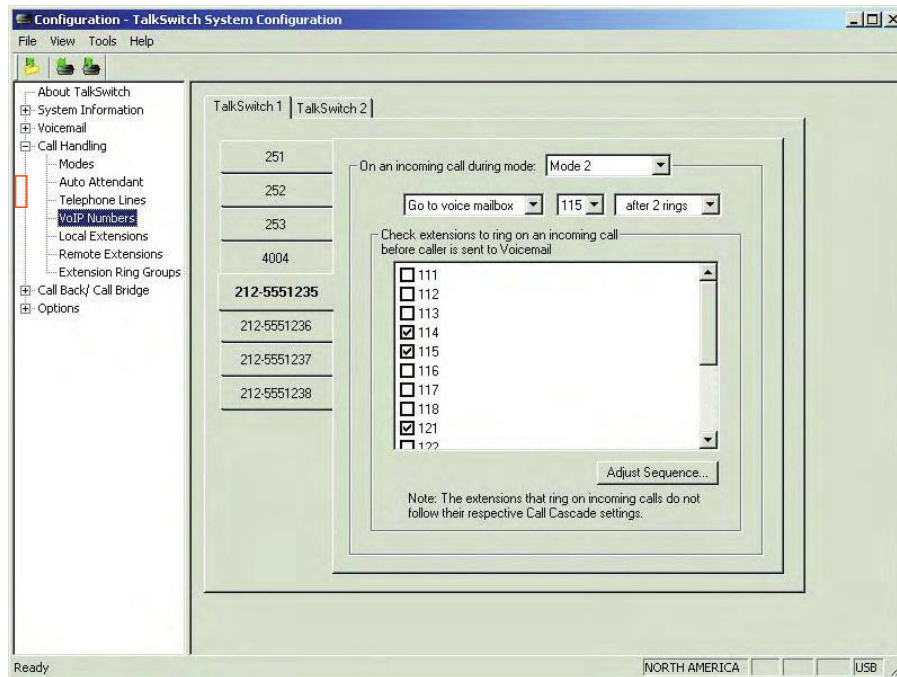 Configuration - TalkSwitch System Configuration
File View Tools Help
About TalkSwitch
System Information
Voicemail
Call Handling
Modes
Auto Attendant
Telephone Lines
VoIP Numbers
Local Extensions
Remote Extensions
Extension Ring Groups
Call Back/ Call Bridge
Options
TalkSwitch 1 TalkSwitch 2
251
252
253
4004
212-5551235
212-5551236
212-5551237
212-5551238
On an incoming call during mode: Mode 2
Go to voice mailbox 115 after 2 rings
Check extensions to ring on an incoming call
before caller is sent to Voicemail
111
112
113
114
115
116
117
118
121
122
Adjust Sequence...
Note: The extensions that ring on incoming calls do not
follow their respective Call Cascade settings.
Ready NORTH AMERICA USB